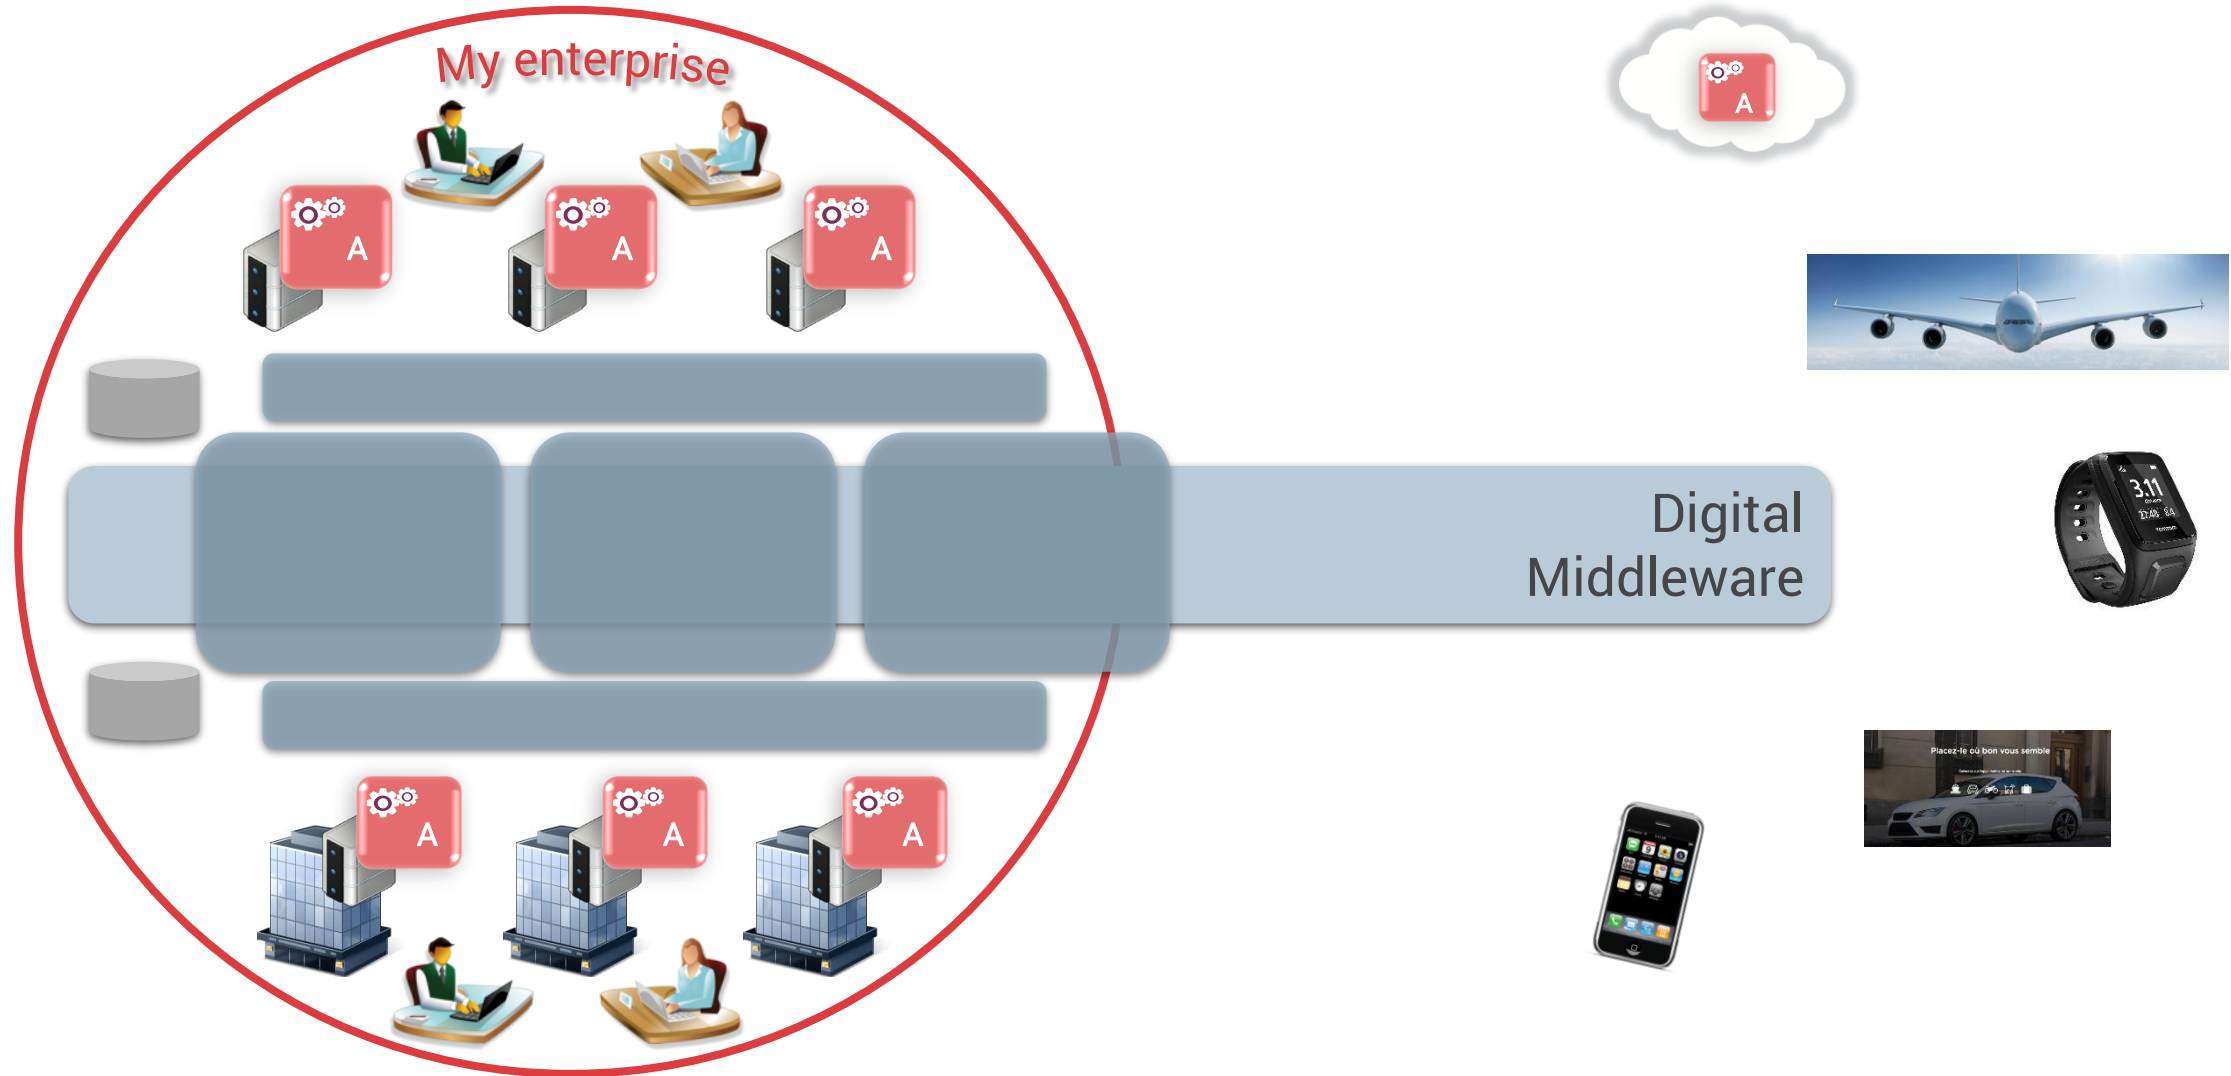 My enterprise
A
A
A
A
Digital
Middleware
3.11
Placez-le où bon vous semble
A
A
A